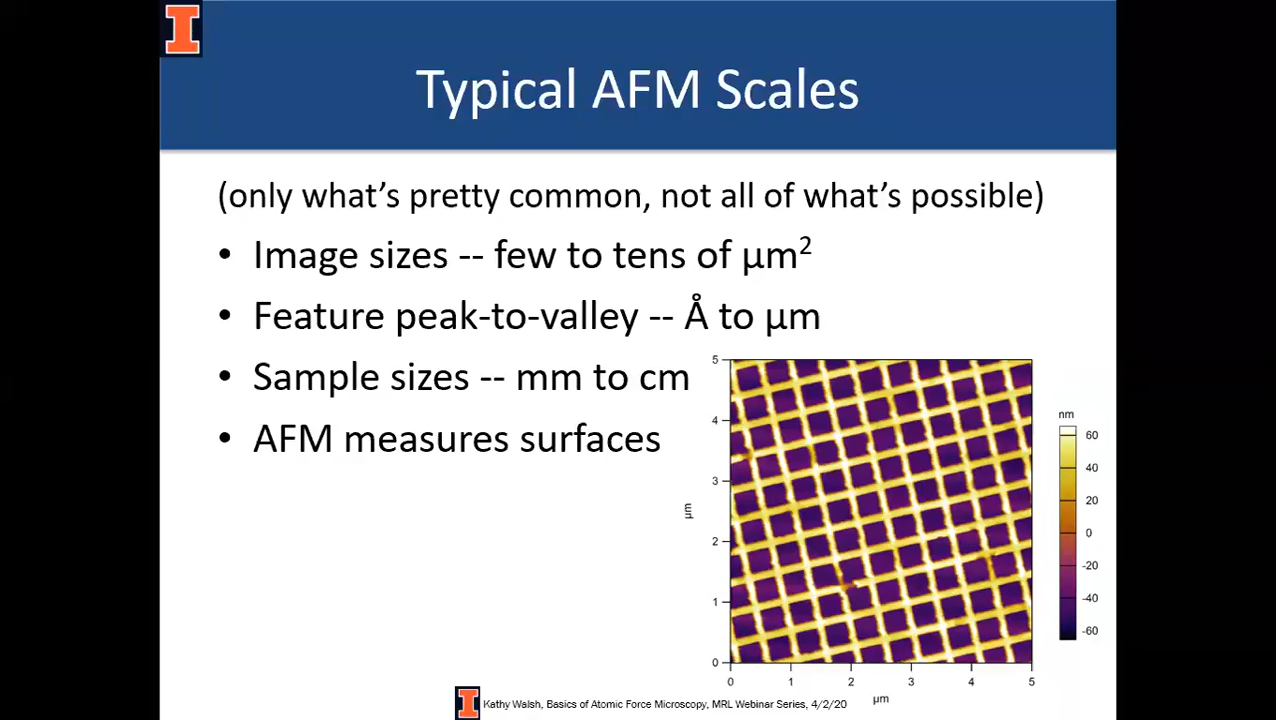 Typical AFM Scales
(only what's pretty common, not all of what's possible)
• Image sizes -- few to tens of µm²
• Feature peak-to-valley -- Å to µm
• Sample sizes -- mm to cm
• AFM measures surfaces
5
4
3
2
1
0
µm
0 1 2 3 4 5
µm
nm
60
40
20
0
-20
-40
-60
Kathy Walsh, Basics of Atomic Force Microscopy, MRL Webinar Series, 4/2/20